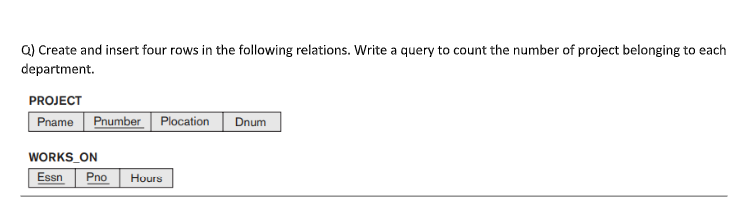 Q) Create and insert four rows in the following relations. Write a query to count the number of project belonging to each
department.
PROJECT
Pname Pnumber Plocation Dnum
WORKS_ON
Essn Pno Hours